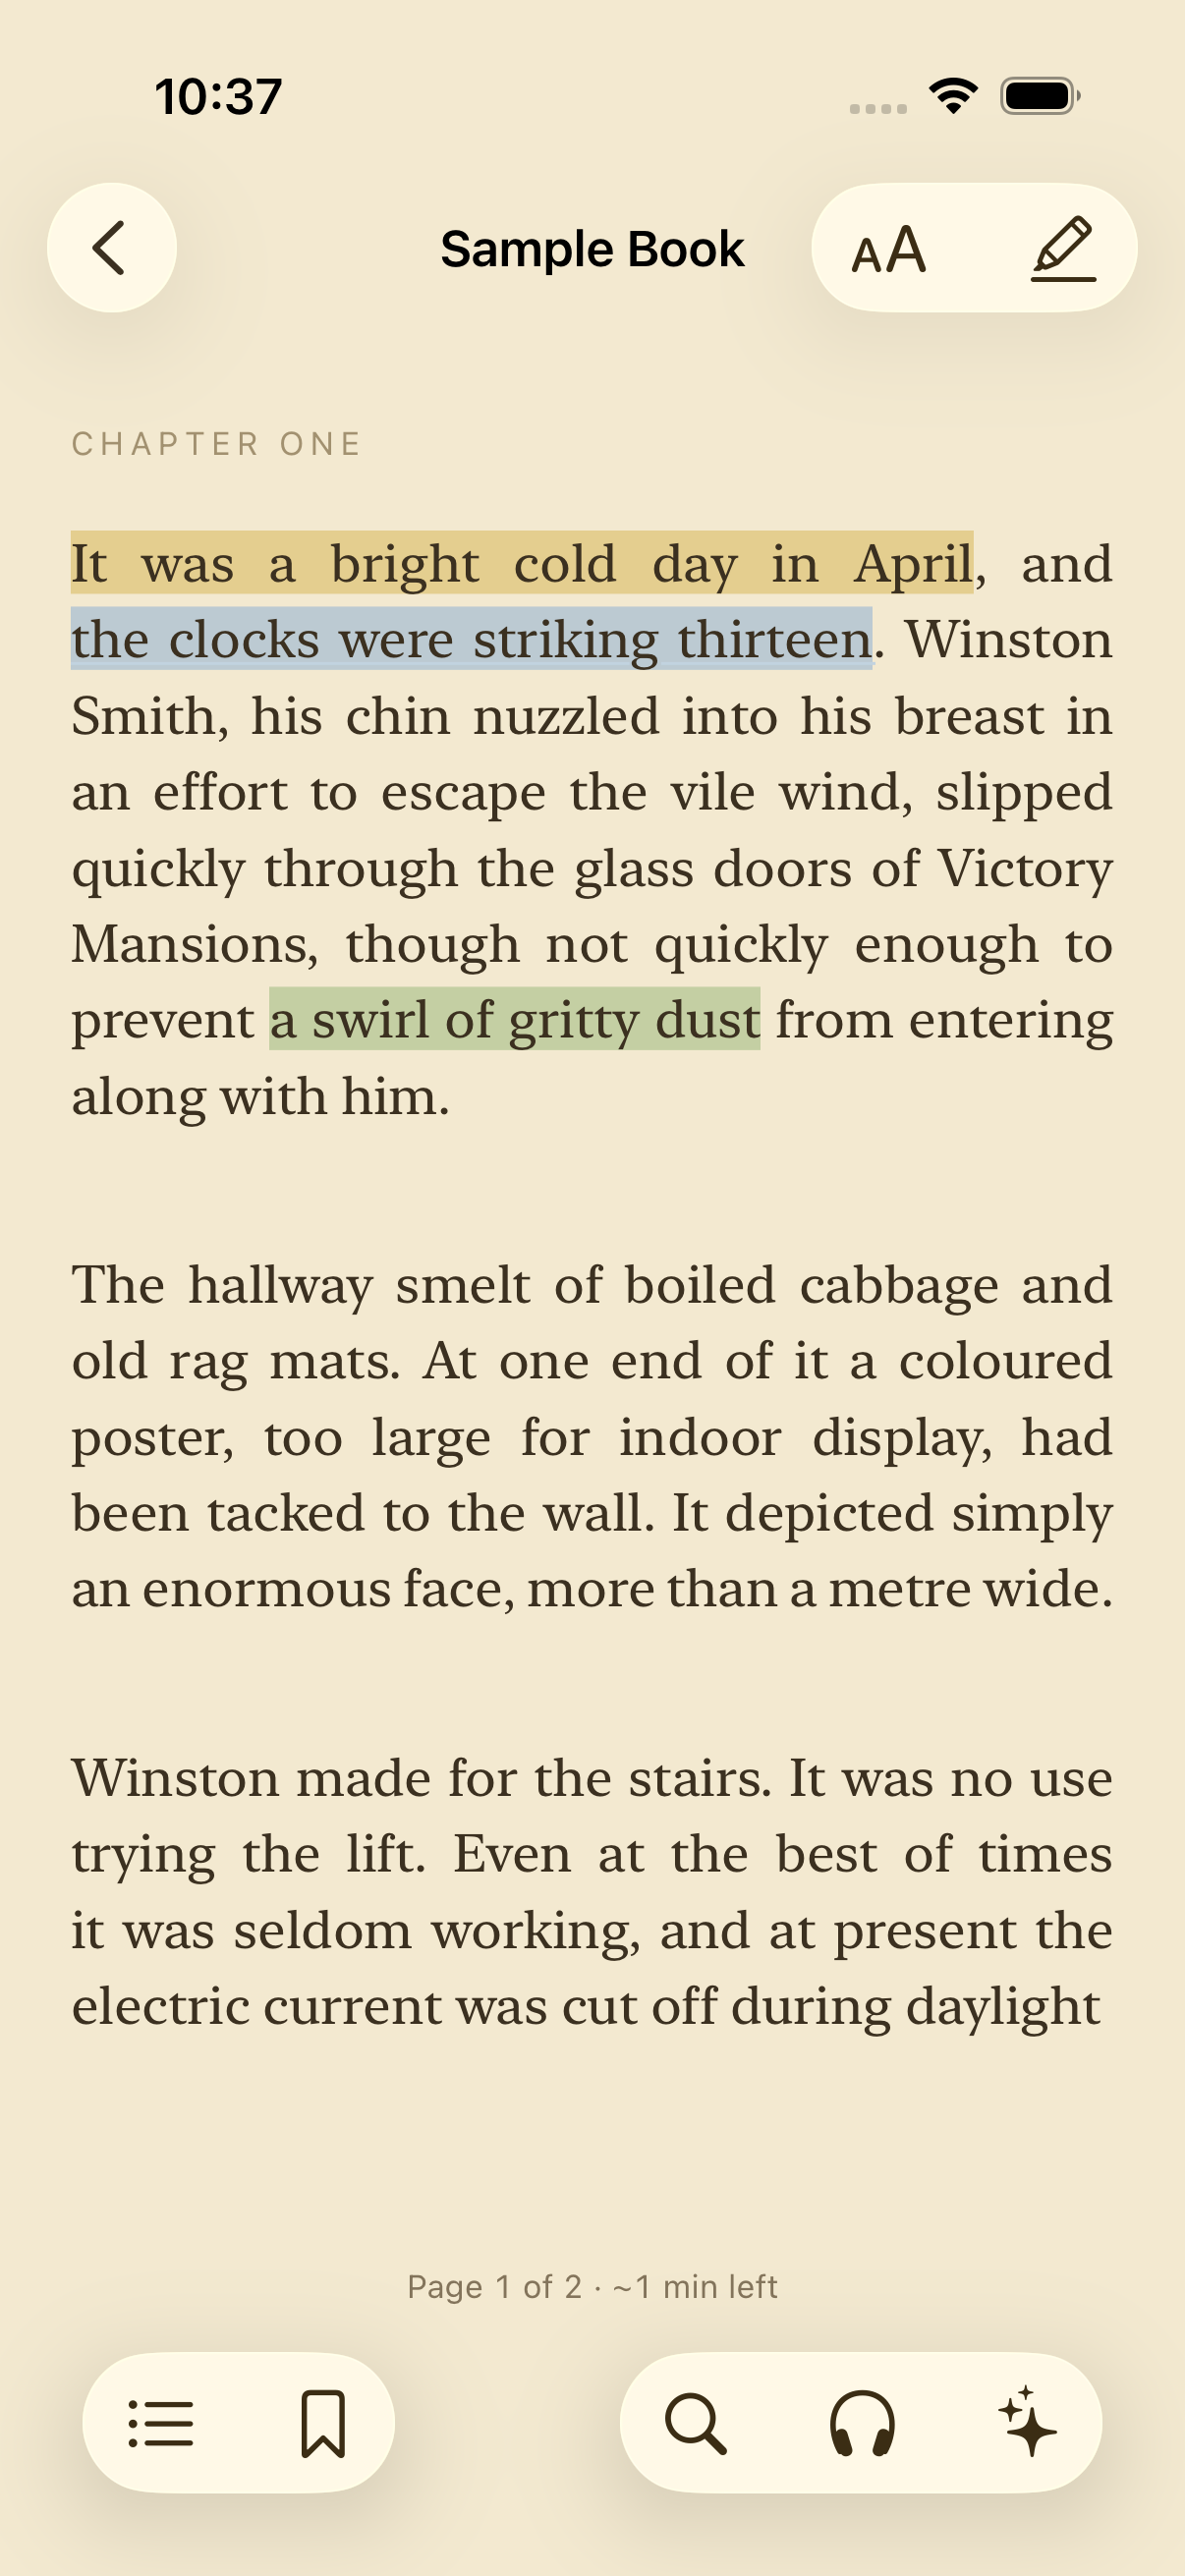 10:37
Sample Book
AA
CHAPTER ONE
It was a bright cold day in April, and
the clocks were striking thirteen. Winston
Smith, his chin nuzzled into his breast in
an effort to escape the vile wind, slipped
quickly through the glass doors of Victory
Mansions, though not quickly enough to
prevent a swirl of gritty dust from entering
along with him.
The hallway smelt of boiled cabbage and
old rag mats. At one end of it a coloured
poster, too large for indoor display, had
been tacked to the wall. It depicted simply
an enormous face, more than a metre wide.
Winston made for the stairs. It was no use
trying the lift. Even at the best of times
it was seldom working, and at present the
electric current was cut off during daylight
Page 1 of 2 · ~1 min left